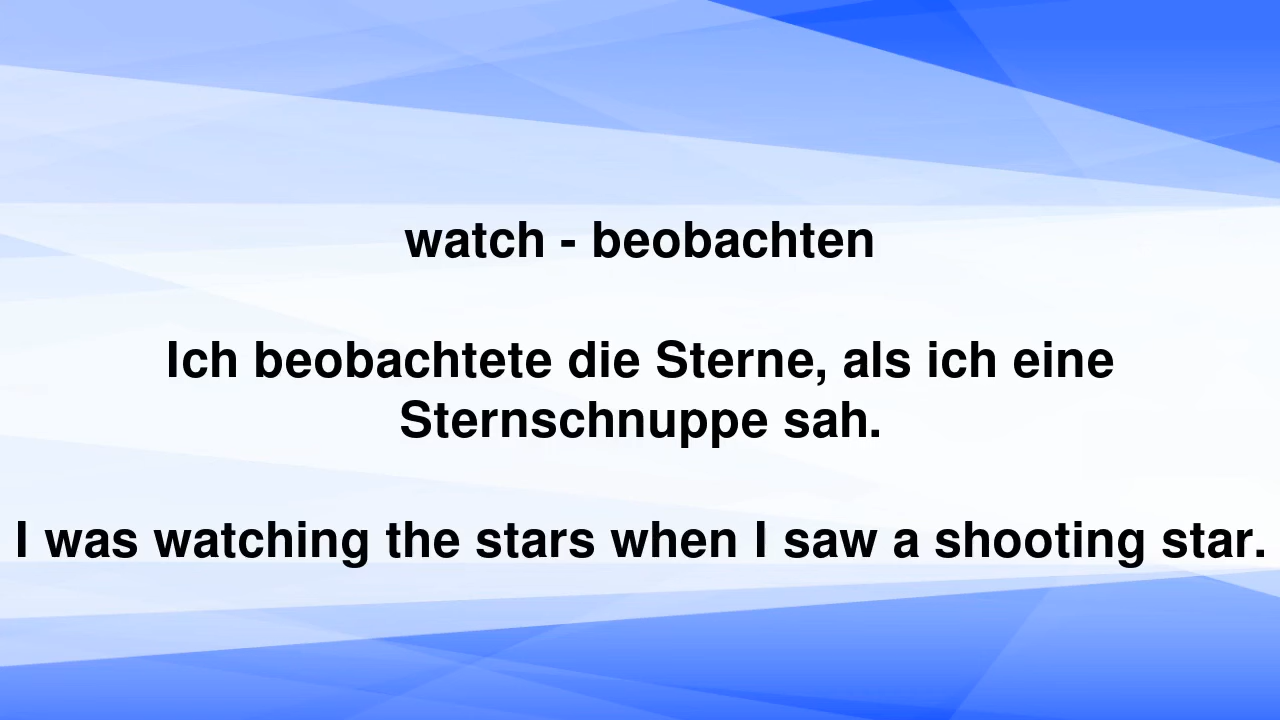 watch - beobachten
Ich beobachtete die Sterne, als ich eine
Sternschnuppe sah.
I was watching the stars when I saw a shooting star.